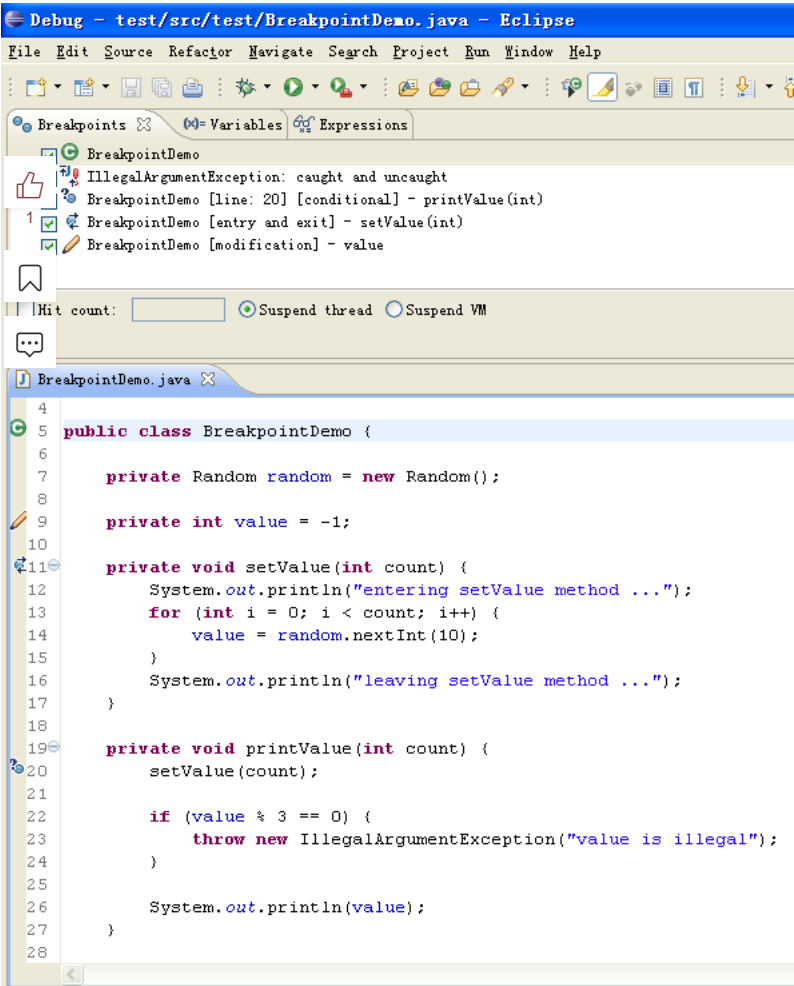 Debug - test/src/test/BreakpointDemo.java - Eclipse
File Edit Source Refactor Navigate Search Project Run Window Help
Breakpoints (x)= Variables Expressions
BreakpointDemo
IllegalArgumentException: caught and uncaught
BreakpointDemo [line: 20] [conditional] - printValue(int)
1 BreakpointDemo [entry and exit] - setValue(int)
BreakpointDemo [modification] - value
Hit count: Suspend thread Suspend VM
BreakpointDemo.java
4
5 public class BreakpointDemo {
6
7     private Random random = new Random();
8
9     private int value = -1;
10
11     private void setValue(int count) {
12         System.out.println("entering setValue method ...");
13         for (int i = 0; i < count; i++) {
14             value = random.nextInt(10);
15         }
16         System.out.println("leaving setValue method ...");
17     }
18
19     private void printValue(int count) {
20         setValue(count);
21
22         if (value % 3 == 0) {
23             throw new IllegalArgumentException("value is illegal");
24         }
25
26         System.out.println(value);
27     }
28